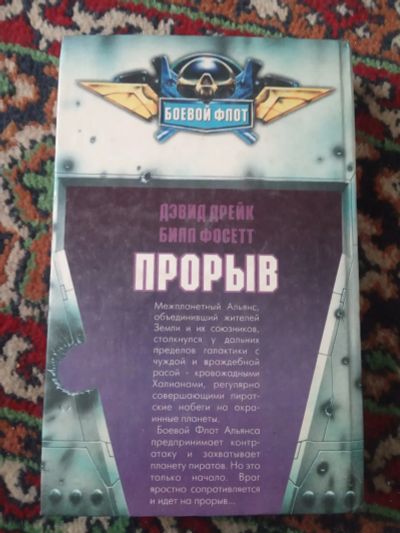 БОЕВОЙ ФЛОТ
ДЭВИД ДРЕЙК
БИЛЛ ФОСЕТТ
ПРОРЫВ
Межпланетный Альянс,
объединивший жителей
Земли и их союзников,
столкнулся у дальних
пределов галактики с
чуждой и враждебной
расой - кровожадными
Халианами, регулярно
совершающими пират-
ские набеги на окра-
инные планеты.
Боевой Флот Альянса
предпринимает контр-
атаку и захватывает
планету пиратов. Но это
только начало. Враг
яростно сопротивляется
и идет на прорыв...